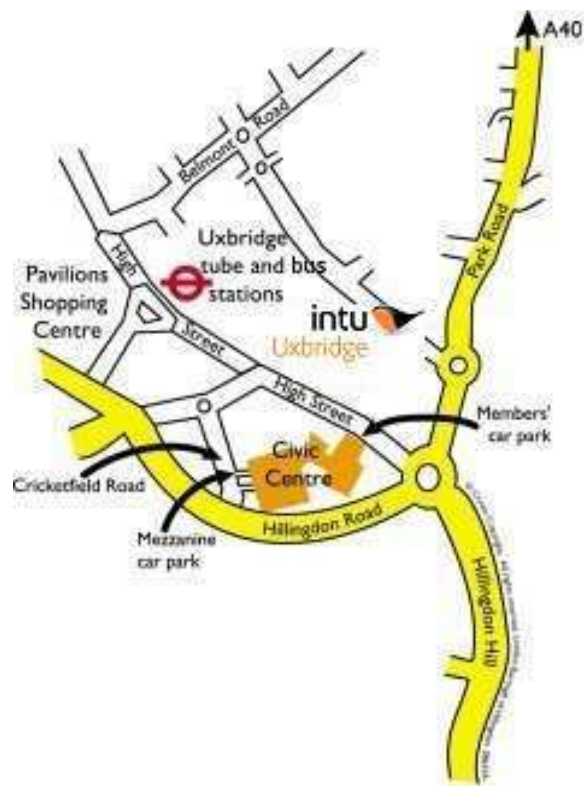 A40
Belmont Road
Park Road
High
Street
Uxbridge
tube and bus
stations
Pavilions
Shopping
Centre
intu
Uxbridge
High Street
Members'
car park
Civic
Centre
Cricketfield Road
Mezzanine
car park
Hillingdon Road
Hillingdon Hill